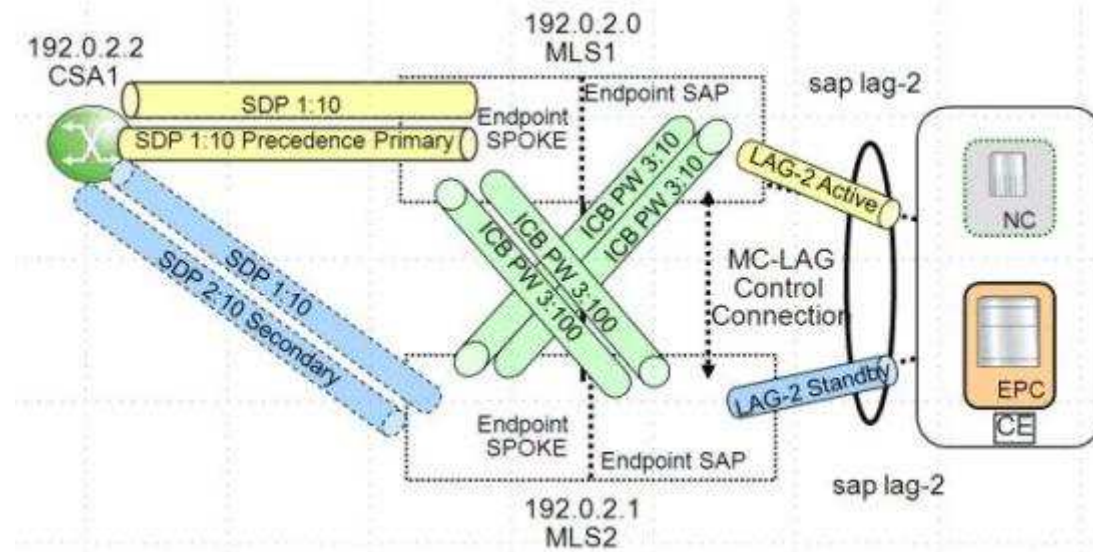 192.0.2.2
CSA1
192.0.2.0
MLS1
sap lag-2
SDP 1:10
SDP 1:10 Precedence Primary
Endpoint
SPOKE
Endpoint SAP
ICB PW 3:10
ICB PW 3:10
ICB PW 3:100
ICB PW 3:100
LAG-2 Active
NC
SDP 1:10
SDP 2:10 Secondary
MC-LAG
Control
Connection
LAG-2 Standby
EPC
CE
Endpoint
SPOKE
Endpoint SAP
sap lag-2
192.0.2.1
MLS2